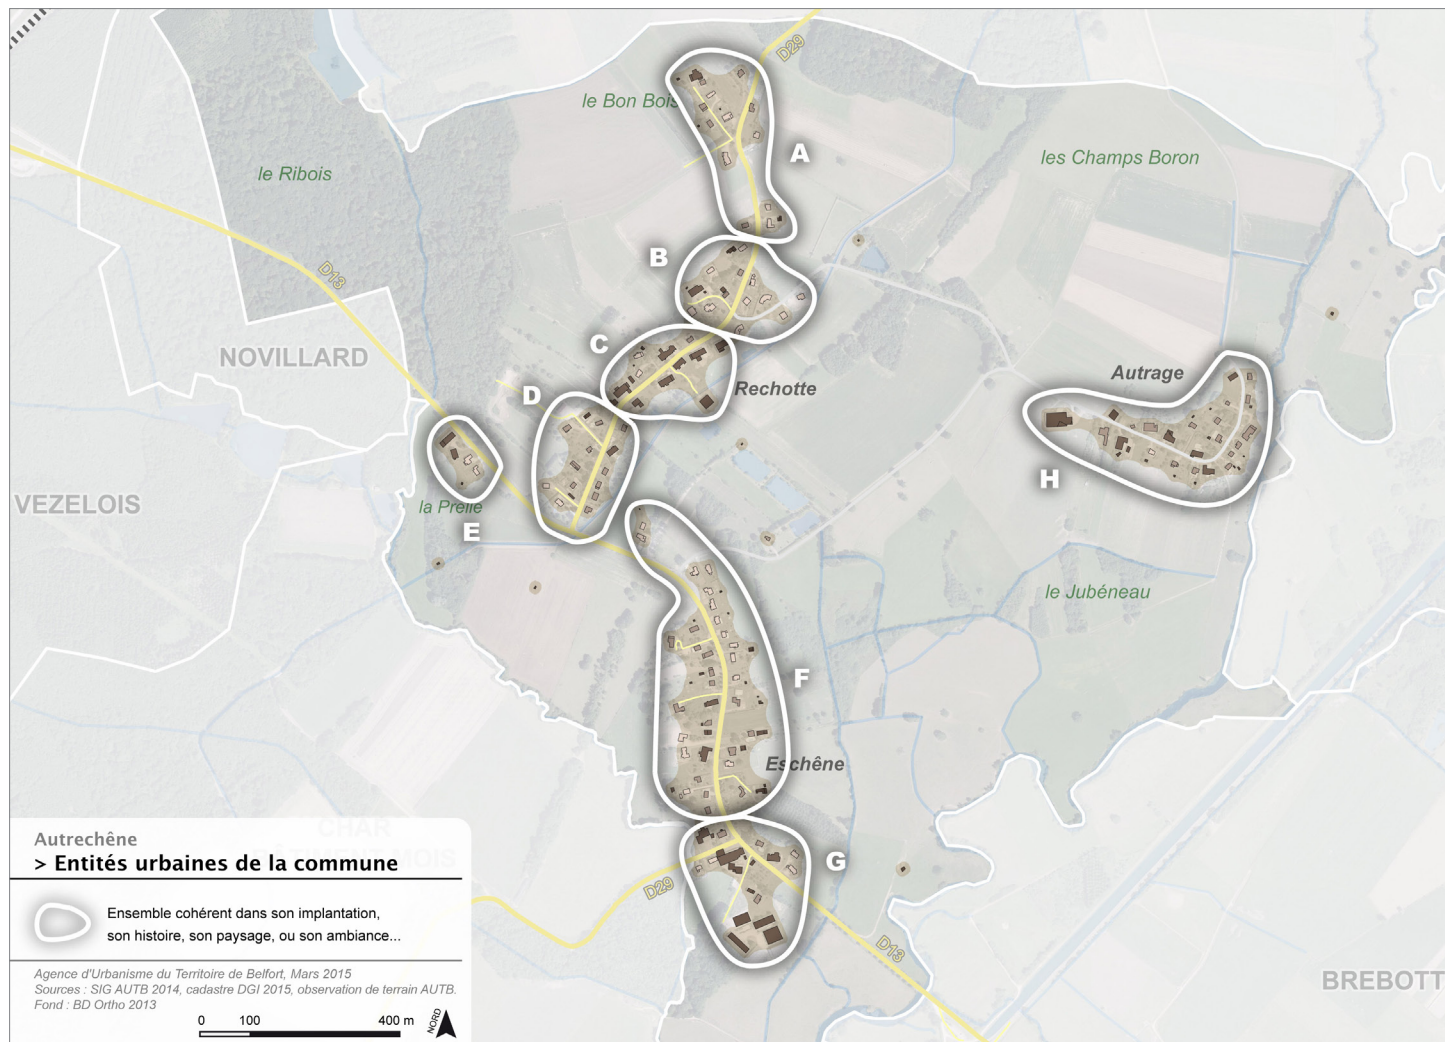 D29
le Bon Bois
A
les Champs Boron
le Ribois
B
D13
NOVILLARD
C
Rechotte
Autrage
D
H
VEZELOIS
la Prelle
E
le Jubéneau
F
Eschêne
G
D29
D13
BREBOTT
CHAR
MOIS
Autrechêne
> Entités urbaines de la commune
Ensemble cohérent dans son implantation,
son histoire, son paysage, ou son ambiance...
Agence d'Urbanisme du Territoire de Belfort, Mars 2015
Sources : SIG AUTB 2014, cadastre DGI 2015, observation de terrain AUTB.
Fond : BD Ortho 2013
0 100 400 m
NORD